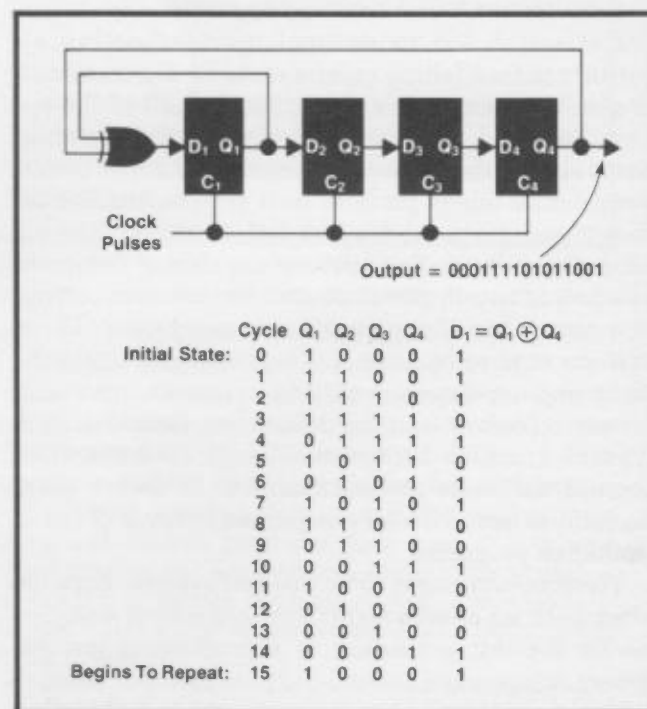 D1 Q1 D2 Q2 D3 Q3 D4 Q4
C1 C2 C3 C4
Clock
Pulses
Output = 000111101011001
Cycle Q1 Q2 Q3 Q4 D1 = Q1 ⊕ Q4
Initial State: 0 1 0 0 0 1
1 1 1 0 0 1
2 1 1 1 0 1
3 1 1 1 1 0
4 0 1 1 1 1
5 1 0 1 1 0
6 0 1 0 1 1
7 1 0 1 0 1
8 1 1 0 1 0
9 0 1 1 0 0
10 0 0 1 1 1
11 1 0 0 1 0
12 0 1 0 0 0
13 0 0 1 0 0
14 0 0 0 1 1
Begins To Repeat: 15 1 0 0 0 1